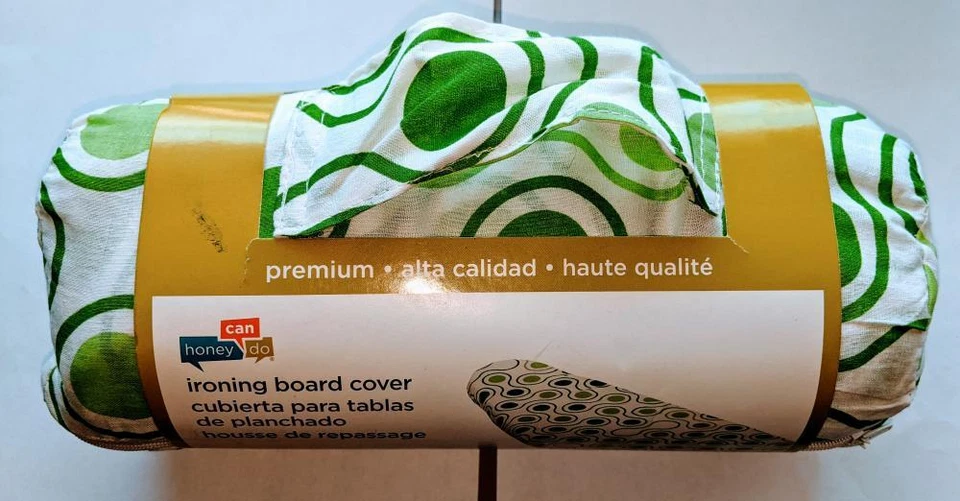 premium • alta calidad • haute qualité
can
honey do
ironing board cover
cubierta para tablas
de planchado
housse de repassage